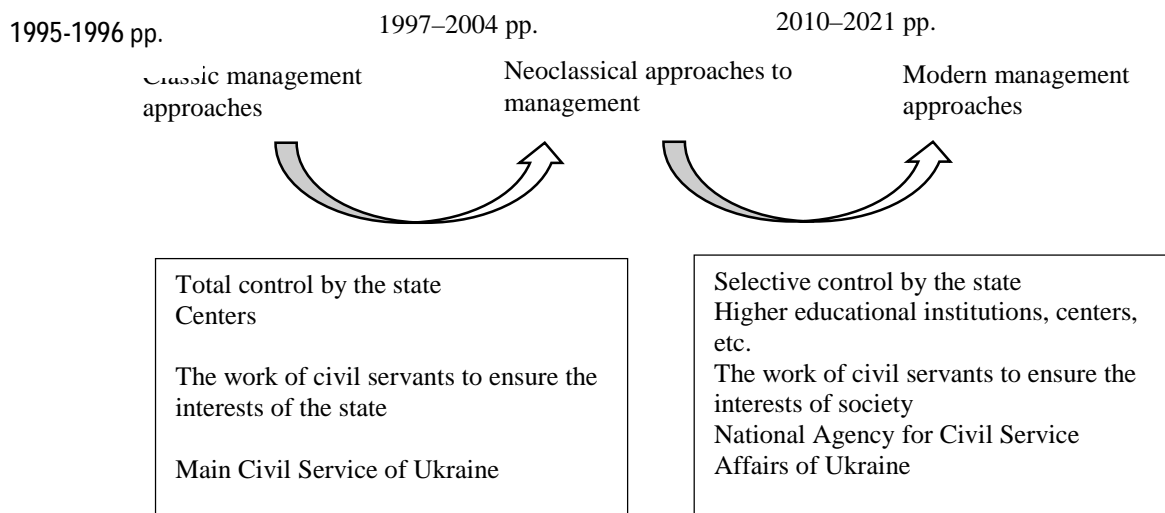 1995-1996 pp.
1997–2004 pp.
2010–2021 pp.
Classic management
approaches
Neoclassical approaches to
management
Modern management
approaches
Total control by the state
Centers
The work of civil servants to ensure the
interests of the state
Main Civil Service of Ukraine
Selective control by the state
Higher educational institutions, centers,
etc.
The work of civil servants to ensure the
interests of society
National Agency for Civil Service
Affairs of Ukraine